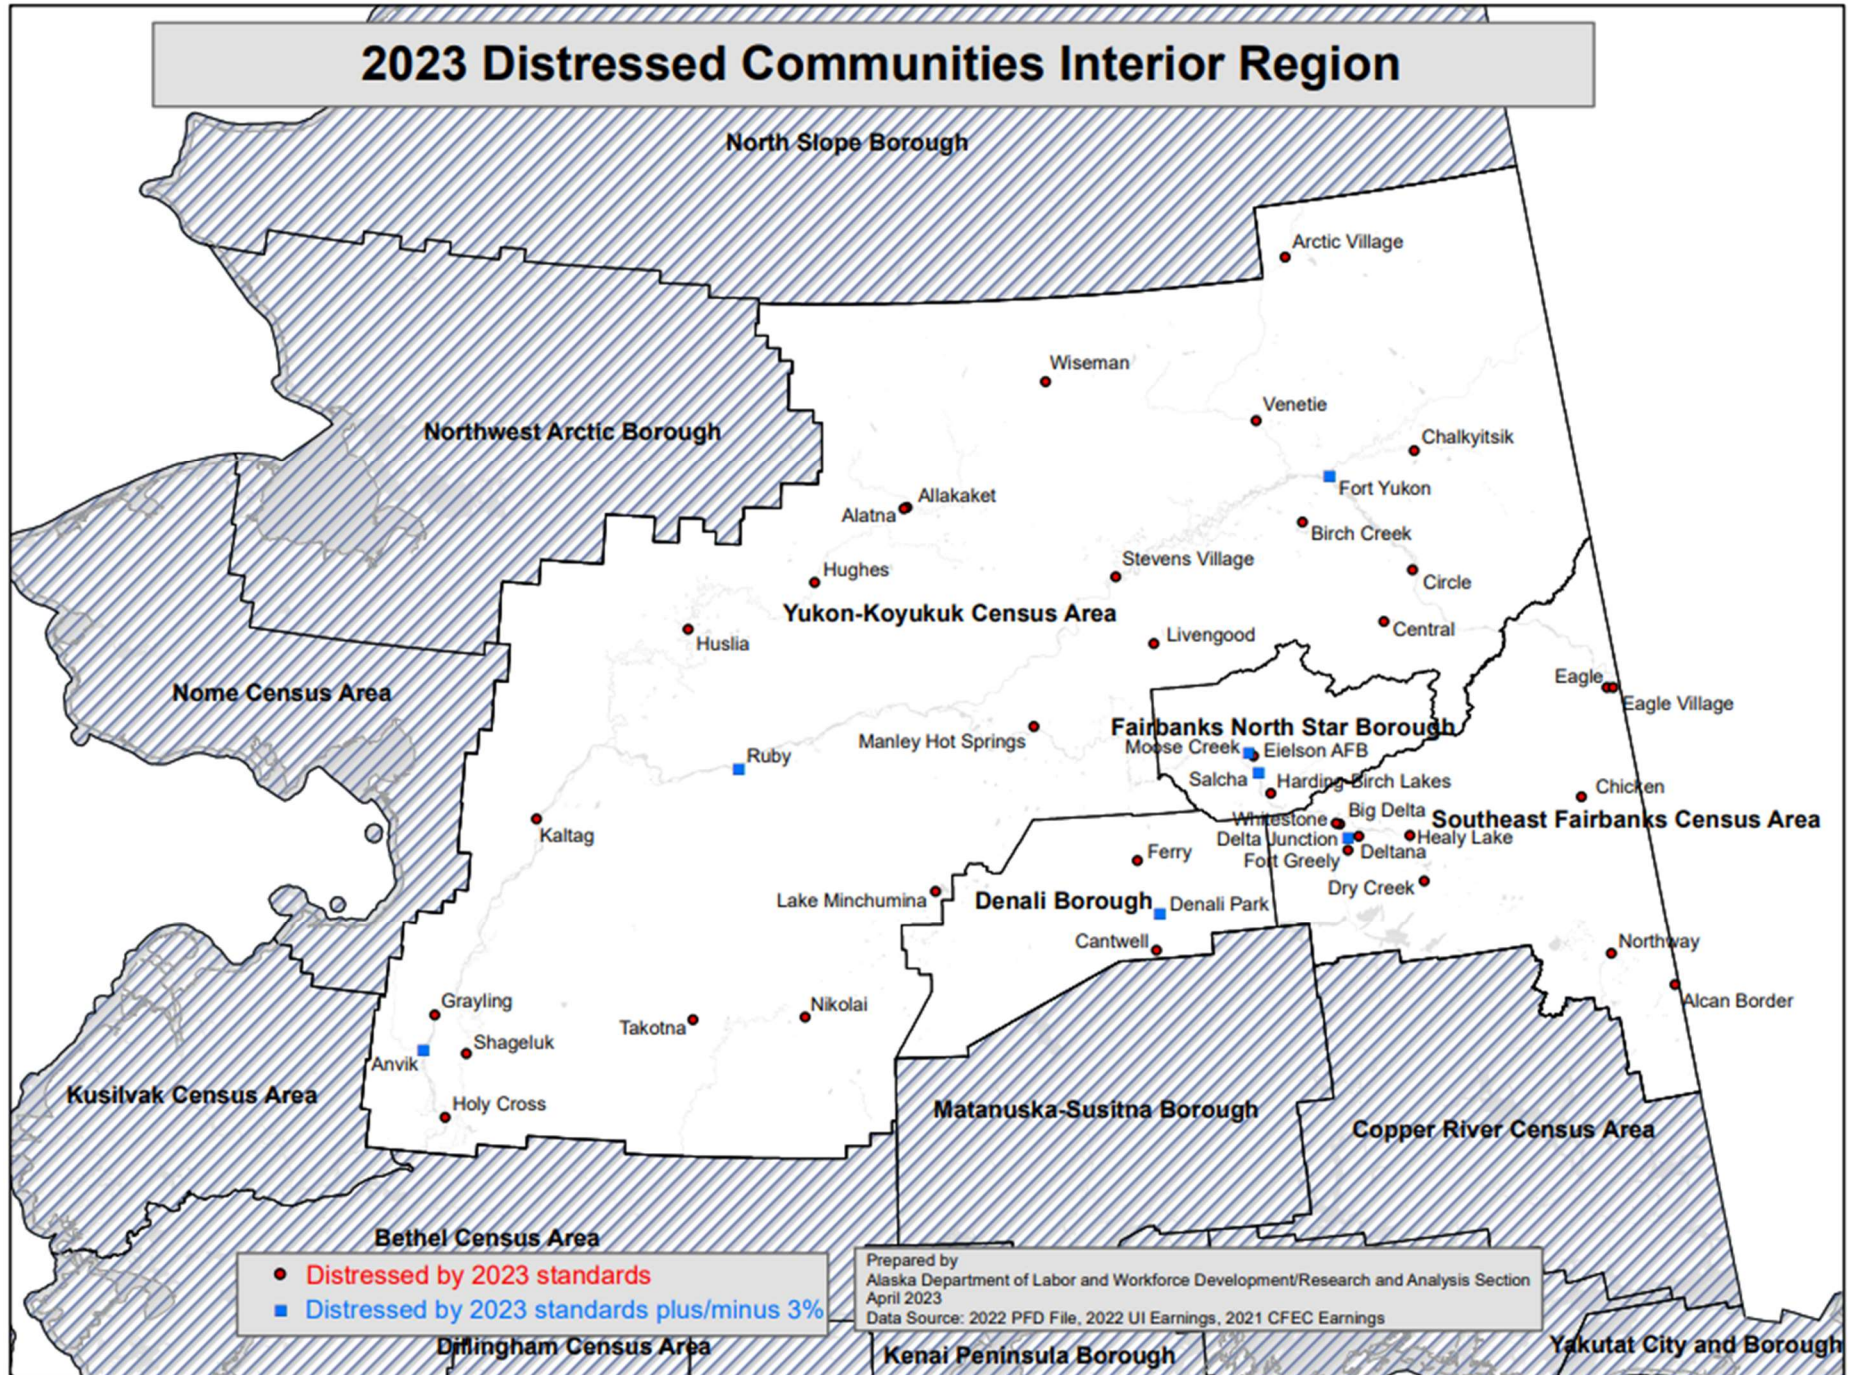 2023 Distressed Communities Interior Region
North Slope Borough
Arctic Village
Wiseman
Venetie
Northwest Arctic Borough
Chalkyitsik
Fort Yukon
Allakaket
Alatna
Birch Creek
Stevens Village
Hughes
Circle
Yukon-Koyukuk Census Area
Central
Livengood
Huslia
Eagle
Nome Census Area
Eagle Village
Fairbanks North Star Borough
Manley Hot Springs
Moose Creek
Eielson AFB
Ruby
Salcha
Harding-Birch Lakes
Chicken
Big Delta
Whitestone
Southeast Fairbanks Census Area
Kaltag
Delta Junction
Healy Lake
Ferry
Deltana
Fort Greely
Dry Creek
Lake Minchumina
Denali Borough
Denali Park
Cantwell
Northway
Grayling
Alcan Border
Nikolai
Takotna
Shageluk
Anvik
Kusilvak Census Area
Holy Cross
Matanuska-Susitna Borough
Copper River Census Area
Bethel Census Area
Distressed by 2023 standards
Distressed by 2023 standards plus/minus 3%
Prepared by
Alaska Department of Labor and Workforce Development/Research and Analysis Section
April 2023
Data Source: 2022 PFD File, 2022 UI Earnings, 2021 CFEC Earnings
Dillingham Census Area
Kenai Peninsula Borough
Yakutat City and Borough